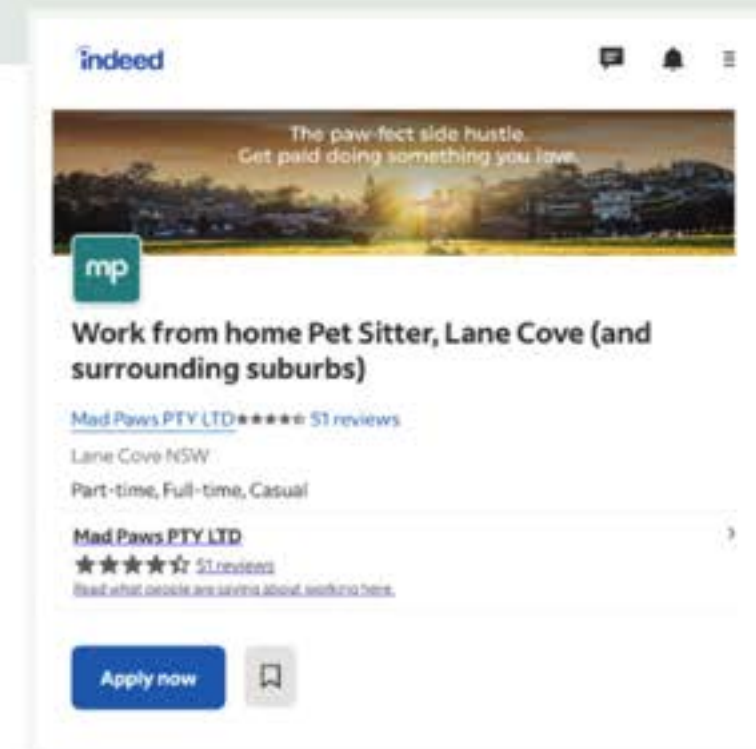 indeed
The paw-fect side hustle.
Get paid doing something you love.
mp
Work from home Pet Sitter, Lane Cove (and
surrounding suburbs)
Mad Paws PTY LTD ★★★★☆ 51 reviews
Lane Cove NSW
Part-time, Full-time, Casual
Mad Paws PTY LTD
51 reviews
Read what people are saying about working here.
Apply now